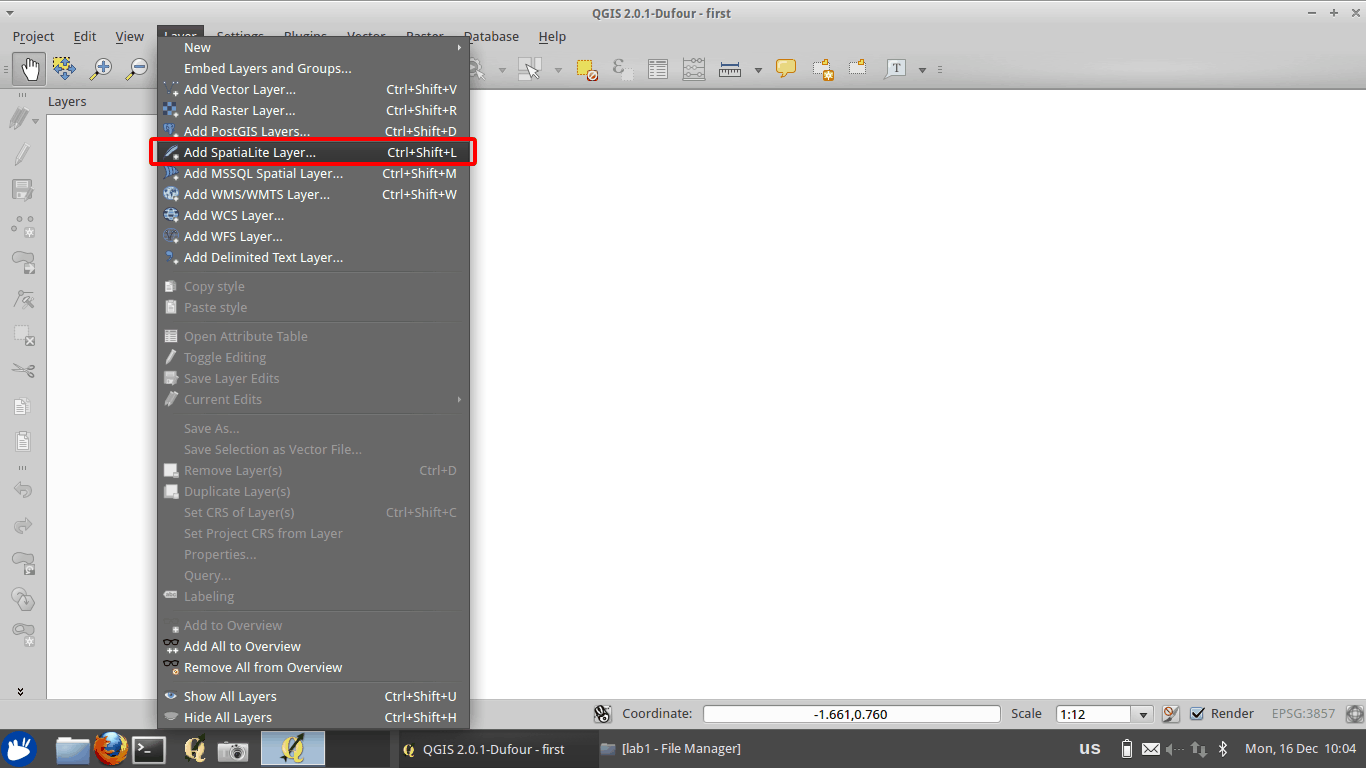 QGIS 2.0.1-Dufour - first
Project Edit View Layer Settings Plugins Vector Raster Database Help
Layers
New
Embed Layers and Groups...
Add Vector Layer... Ctrl+Shift+V
Add Raster Layer... Ctrl+Shift+R
Add PostGIS Layers... Ctrl+Shift+D
Add SpatiaLite Layer... Ctrl+Shift+L
Add MSSQL Spatial Layer... Ctrl+Shift+M
Add WMS/WMTS Layer... Ctrl+Shift+W
Add WCS Layer...
Add WFS Layer...
Add Delimited Text Layer...
Copy style
Paste style
Open Attribute Table
Toggle Editing
Save Layer Edits
Current Edits
Save As...
Save Selection as Vector File...
Remove Layer(s) Ctrl+D
Duplicate Layer(s)
Set CRS of Layer(s) Ctrl+Shift+C
Set Project CRS from Layer
Properties...
Query...
Labeling
Add to Overview
Add All to Overview
Remove All from Overview
Show All Layers Ctrl+Shift+U
Hide All Layers Ctrl+Shift+H
Coordinate: -1.661,0.760 Scale 1:12 Render EPSG:3857
QGIS 2.0.1-Dufour - first [lab1 - File Manager] us Mon, 16 Dec 10:04